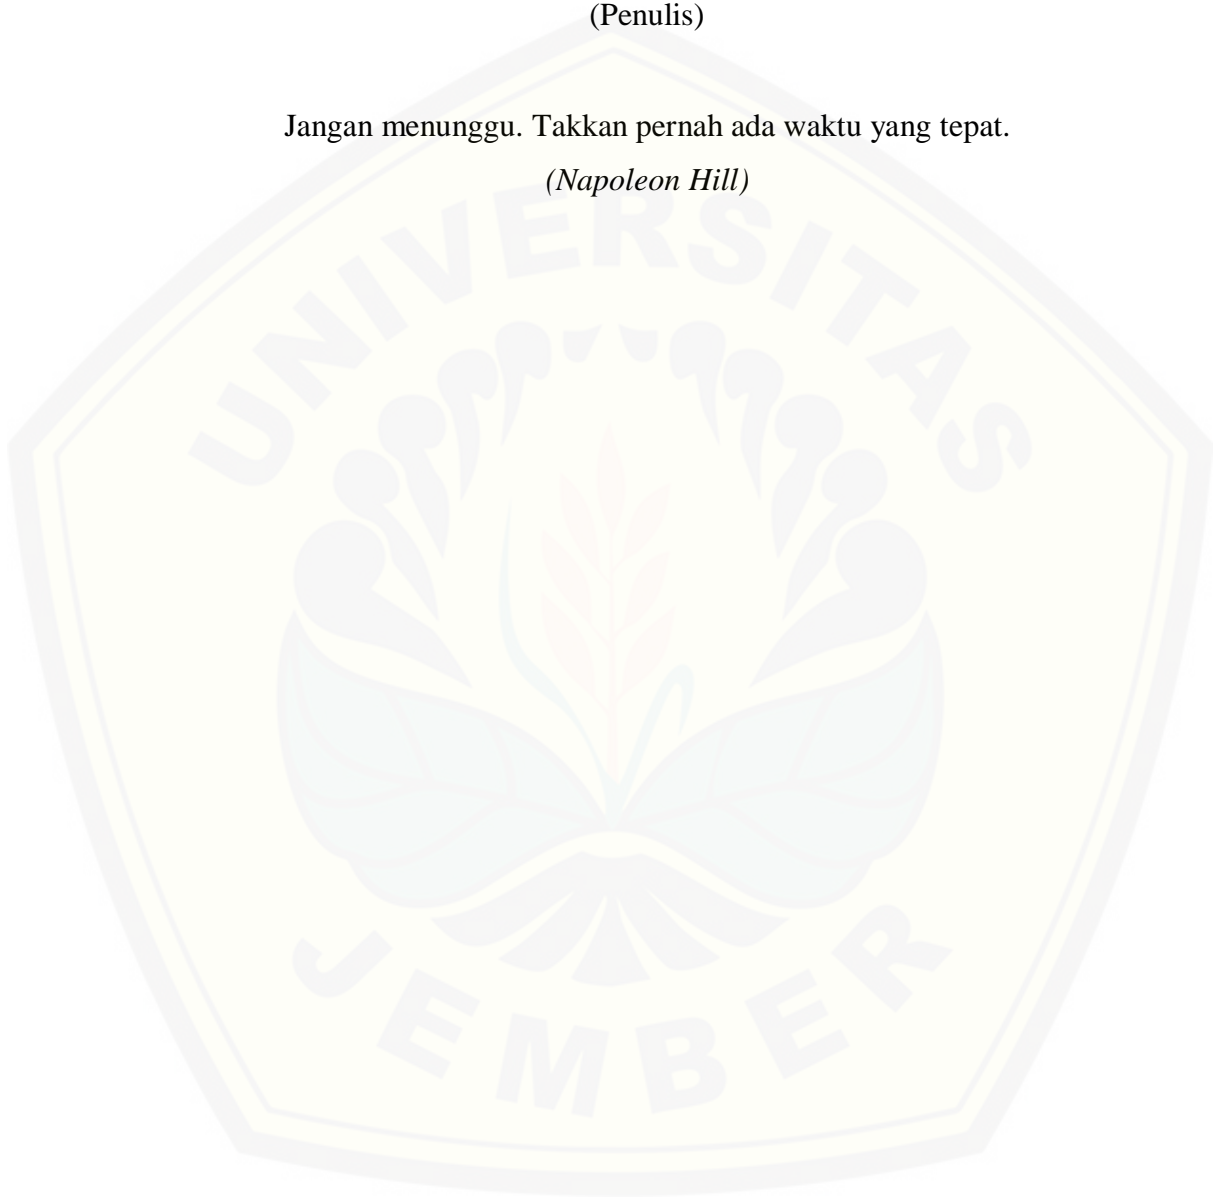 (Penulis)
Jangan menunggu. Takkan pernah ada waktu yang tepat.
(Napoleon Hill)
UNIVERSITAS
JEMBER